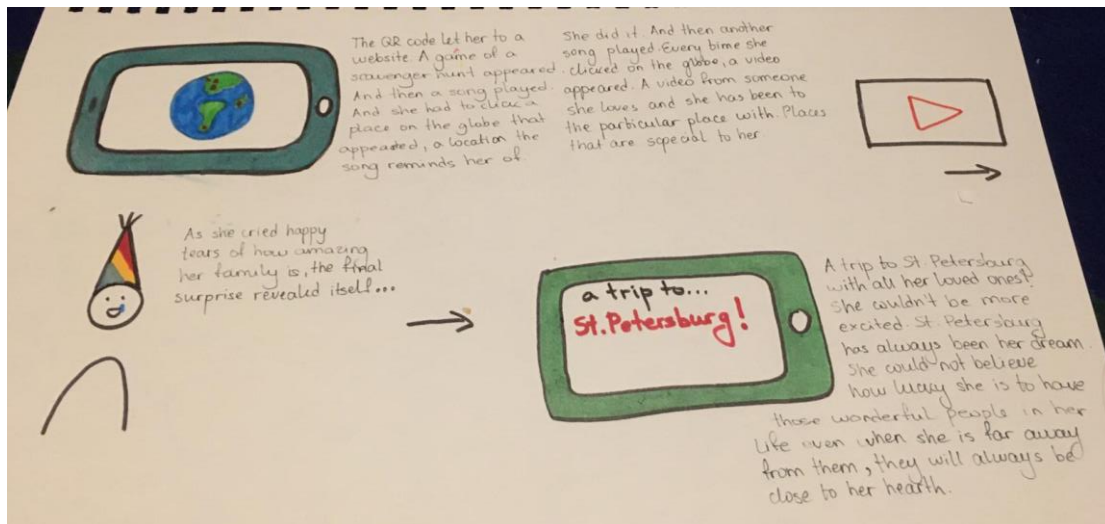 The QR code let her to a
website. A game of a
scavenger hunt appeared.
And then a song played.
And she had to click a
place on the globe that
appeared, a location the
song reminds her of.
She did it. And then another
song played. Every time she
clicked on the globe, a video
appeared. A video from someone
she loves and she has been to
the particular place with. Places
that are sopecial to her.
As she cried happy
tears of how amazing
her family is, the final
surprise revealed itself...
a trip to...
St. Petersburg!
A trip to St. Petersburg
with all her loved ones!
She couldn't be more
excited. St. Petersburg
has always been her dream.
She could not believe
how lucky she is to have
those wonderful people in her
life even when she is far away
from them, they will always be
close to her hearth.